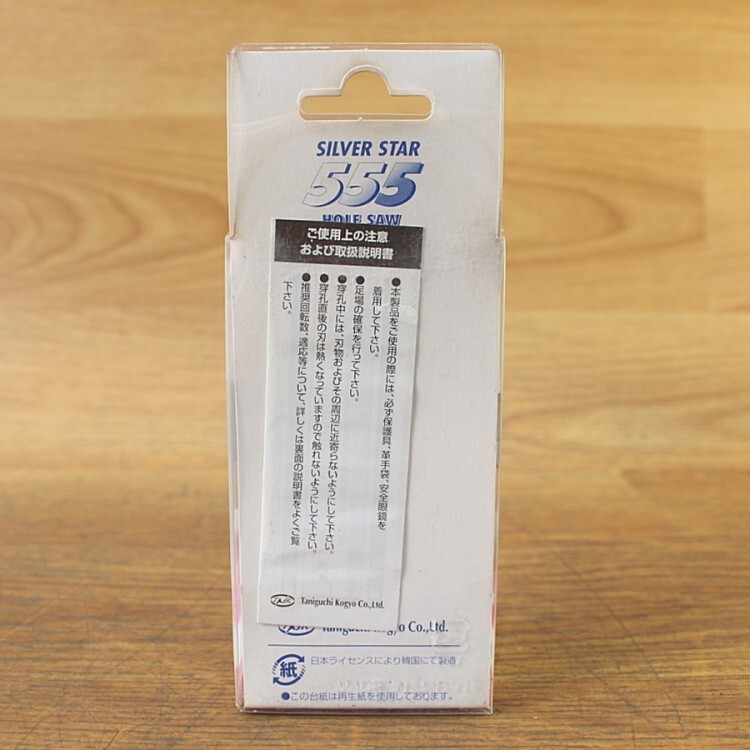 SILVER STAR
555
HOLE SAW
ご使用上の注意
および取扱説明書
●本製品をご使用の際には、必ず保護具、革手袋、安全眼鏡を
着用して下さい。
●足場の確保を行って下さい。
●穿孔中には、刃物およびその周辺に近寄らないようにして下さい。
●穿孔直後の刃は熱くなっていますので触れないようにして下さい。
●推奨回転数、適応等について、詳しくは裏面の説明書をよくご覧
下さい。
Taniguchi Kogyo Co.,Ltd.
Taniguchi Kogyo Co.,Ltd.
紙
日本ライセンスにより韓国にて製造
●この台紙は再生紙を使用しております。